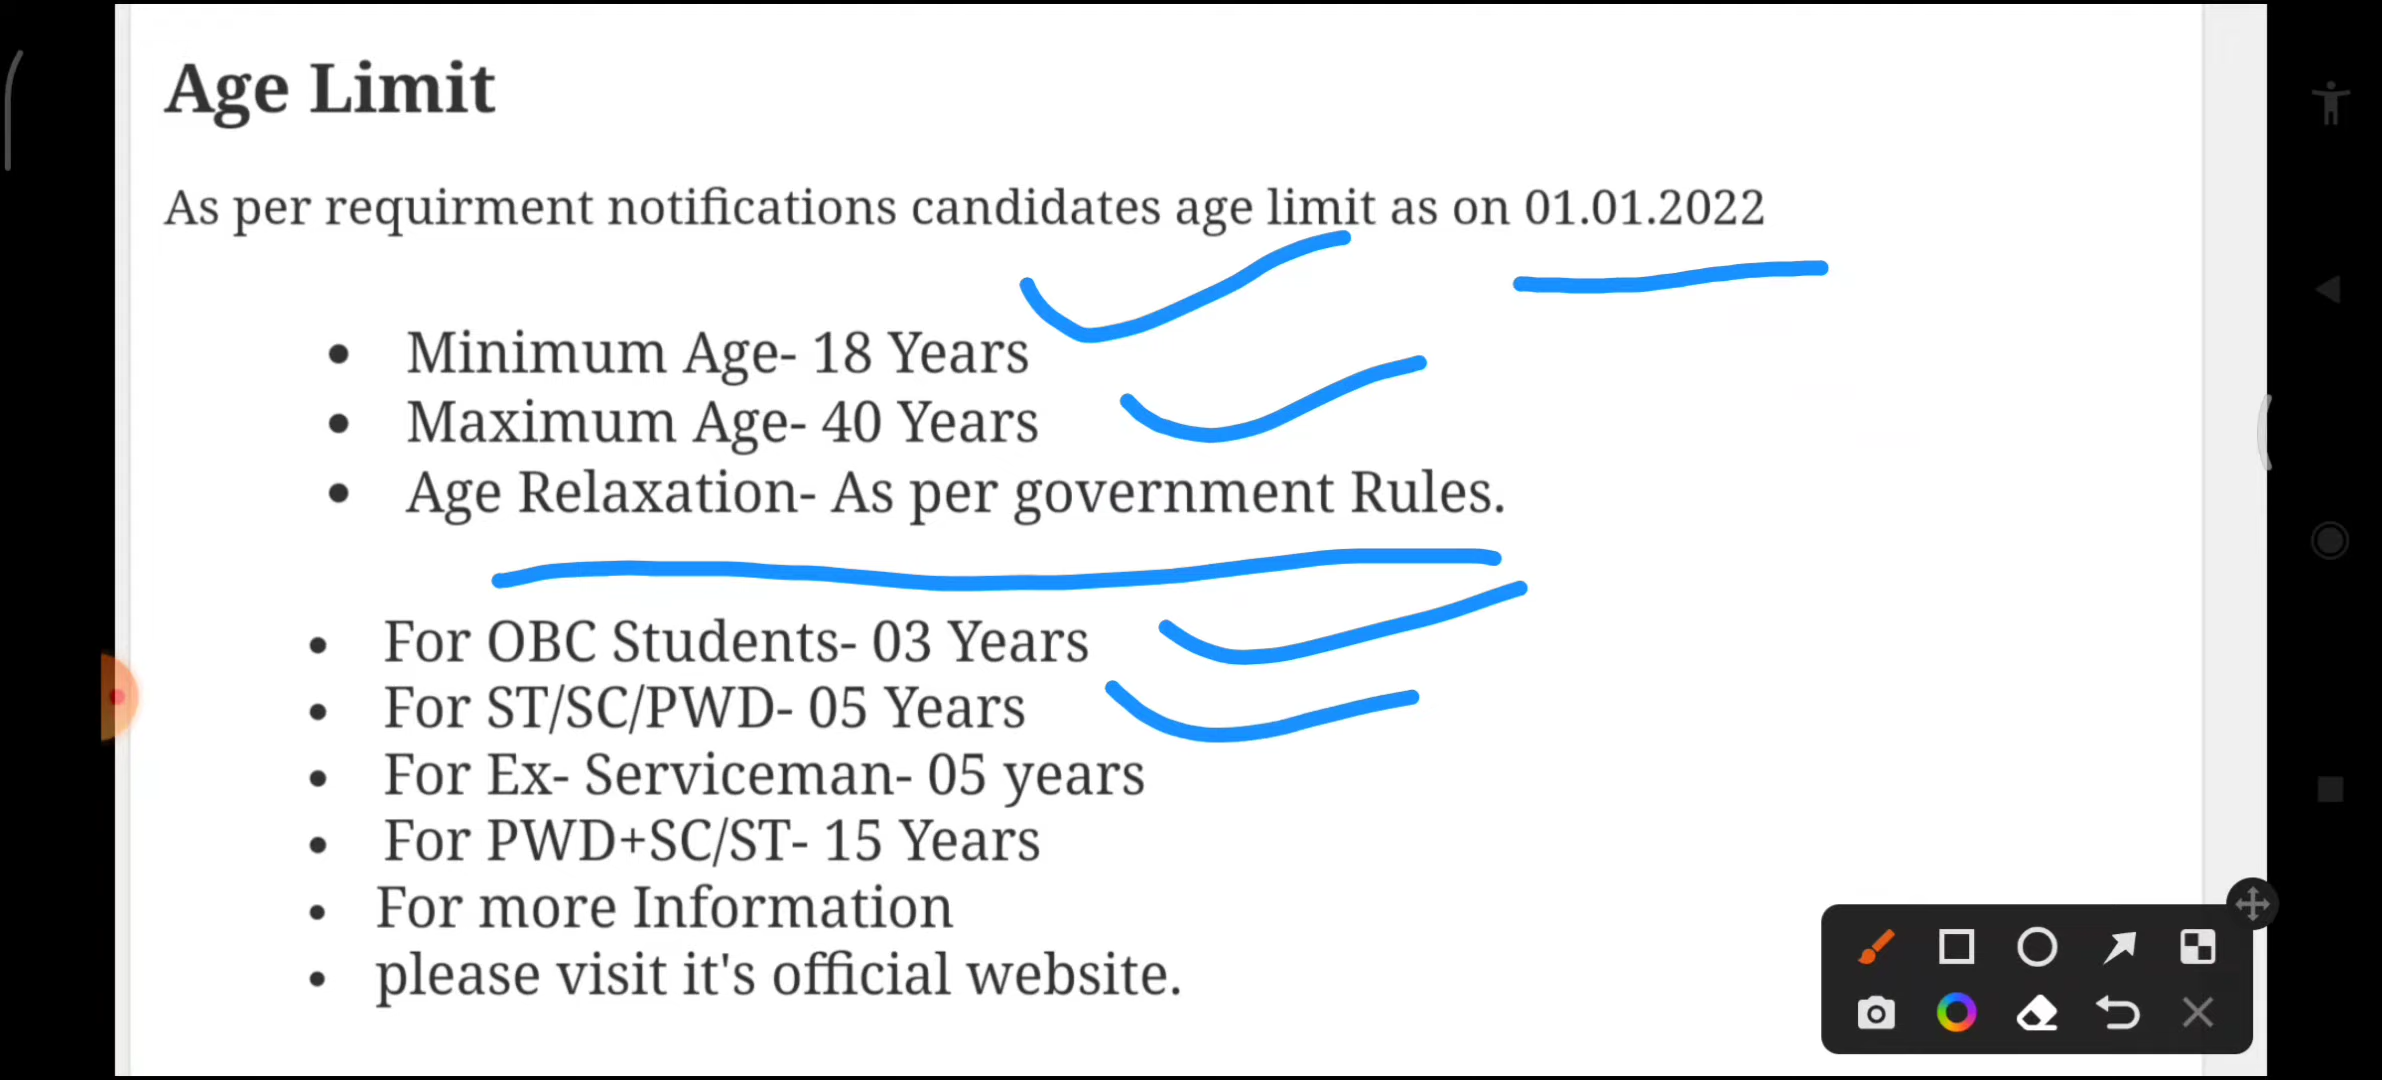 Age Limit
As per requirment notifications candidates age limit as on 01.01.2022
Minimum Age- 18 Years
Maximum Age- 40 Years
Age Relaxation- As per government Rules.
For OBC Students- 03 Years
For ST/SC/PWD- 05 Years
For Ex- Serviceman- 05 years
For PWD+SC/ST- 15 Years
For more Information
please visit it's official website.